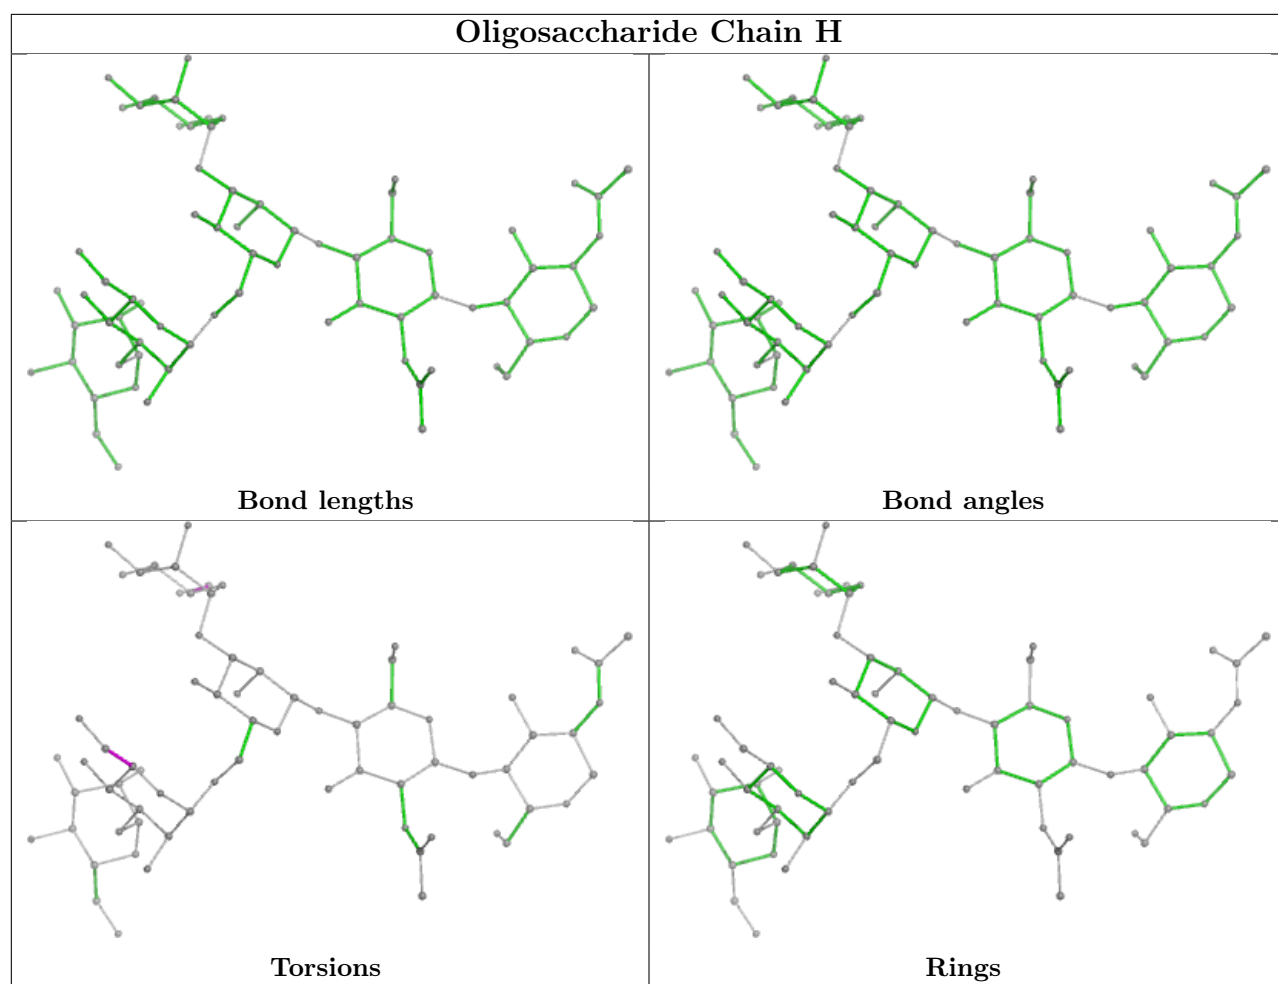 Oligosaccharide Chain H
Bond lengths
Bond angles
Torsions
Rings